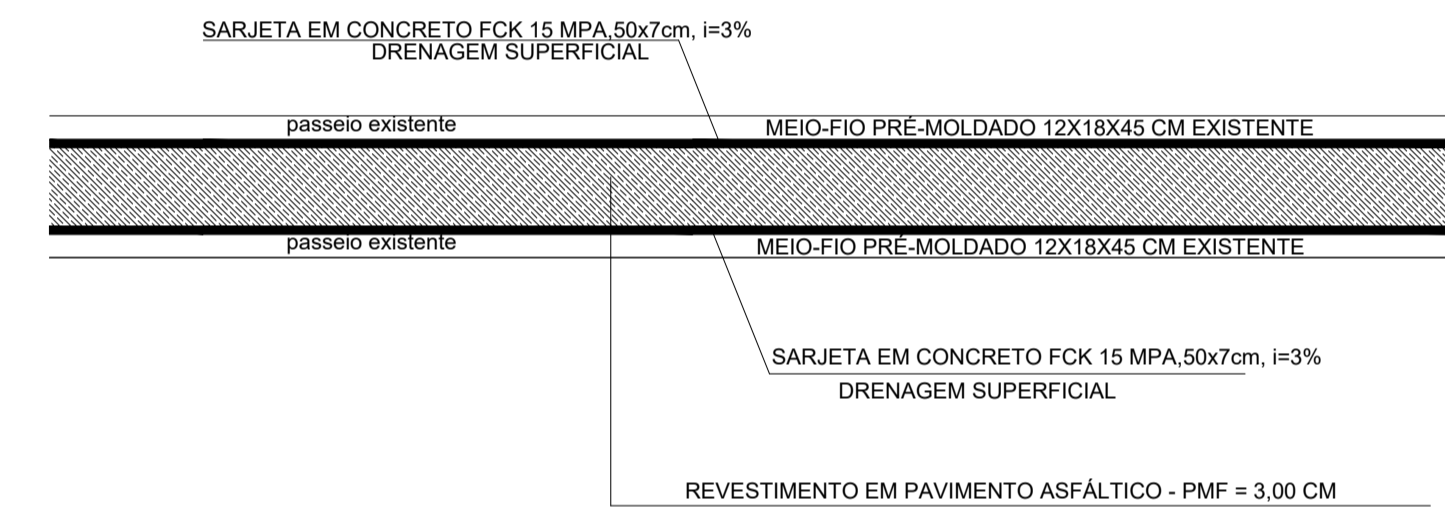 SARJETA EM CONCRETO FCK 15 MPA,50x7cm, i=3%
DRENAGEM SUPERFICIAL
passeio existente
MEIO-FIO PRÉ-MOLDADO 12X18X45 CM EXISTENTE
passeio existente
MEIO-FIO PRÉ-MOLDADO 12X18X45 CM EXISTENTE
SARJETA EM CONCRETO FCK 15 MPA,50x7cm, i=3%
DRENAGEM SUPERFICIAL
REVESTIMENTO EM PAVIMENTO ASFÁLTICO - PMF = 3,00 CM